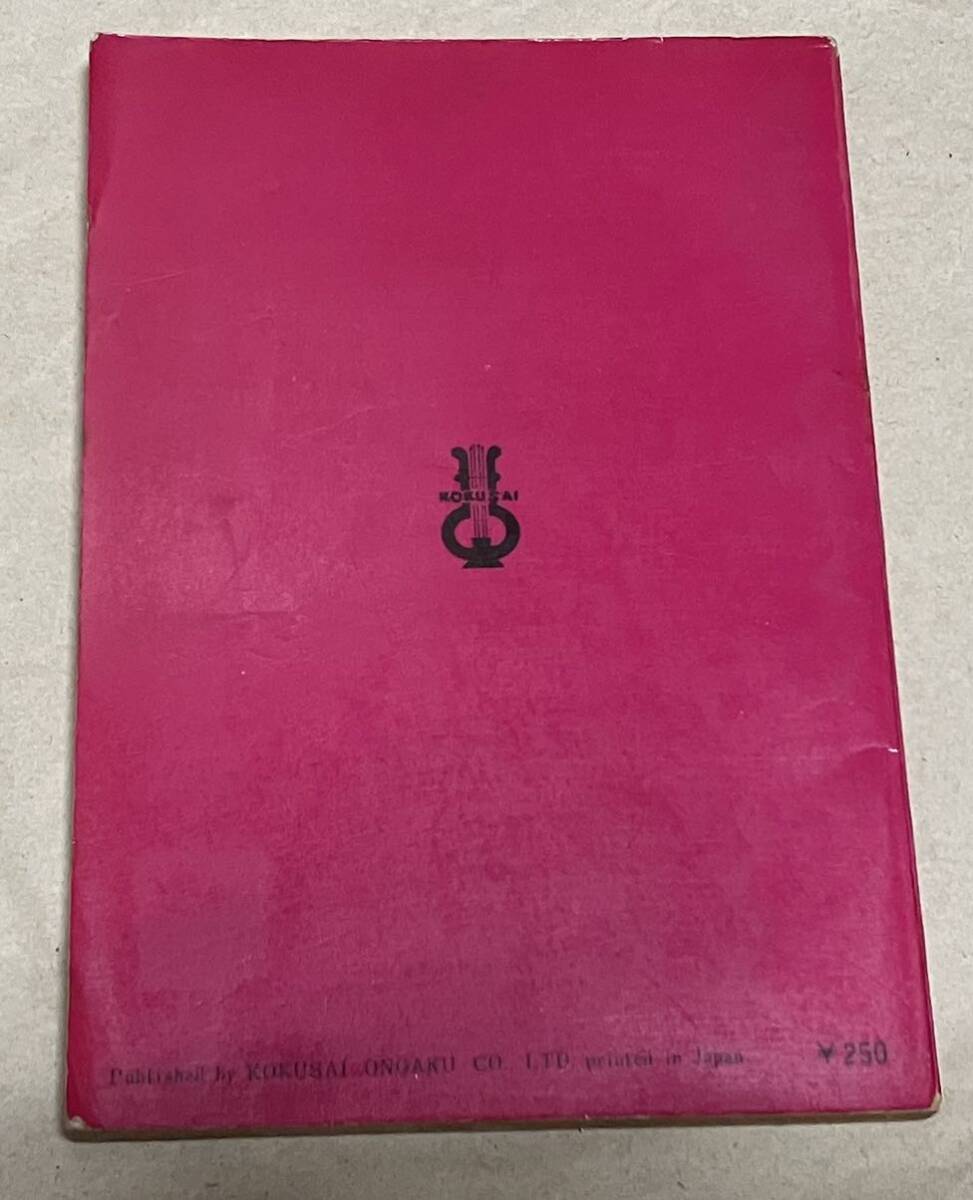 KOKUSAI
Published by KOKUSAI ONGAKU CO. LTD. printed in Japan ¥250